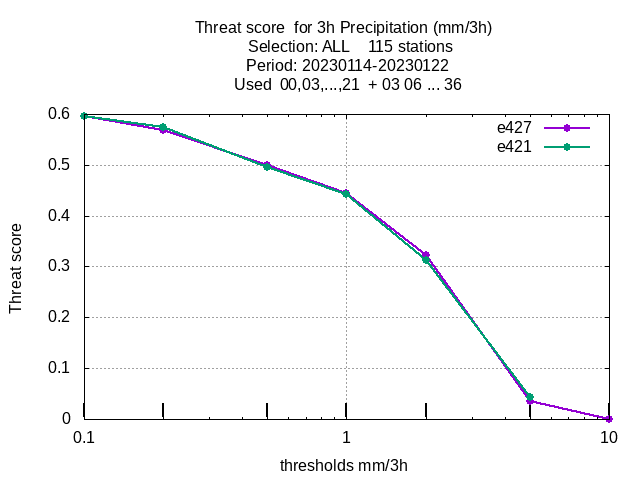 Threat score  for 3h Precipitation (mm/3h)
Selection: ALL    115 stations
Period: 20230114-20230122
Used  00,03,...,21  + 03 06 ... 36
e427
e421
Threat score
0.6
0.5
0.4
0.3
0.2
0.1
0
0.1
1
10
thresholds mm/3h